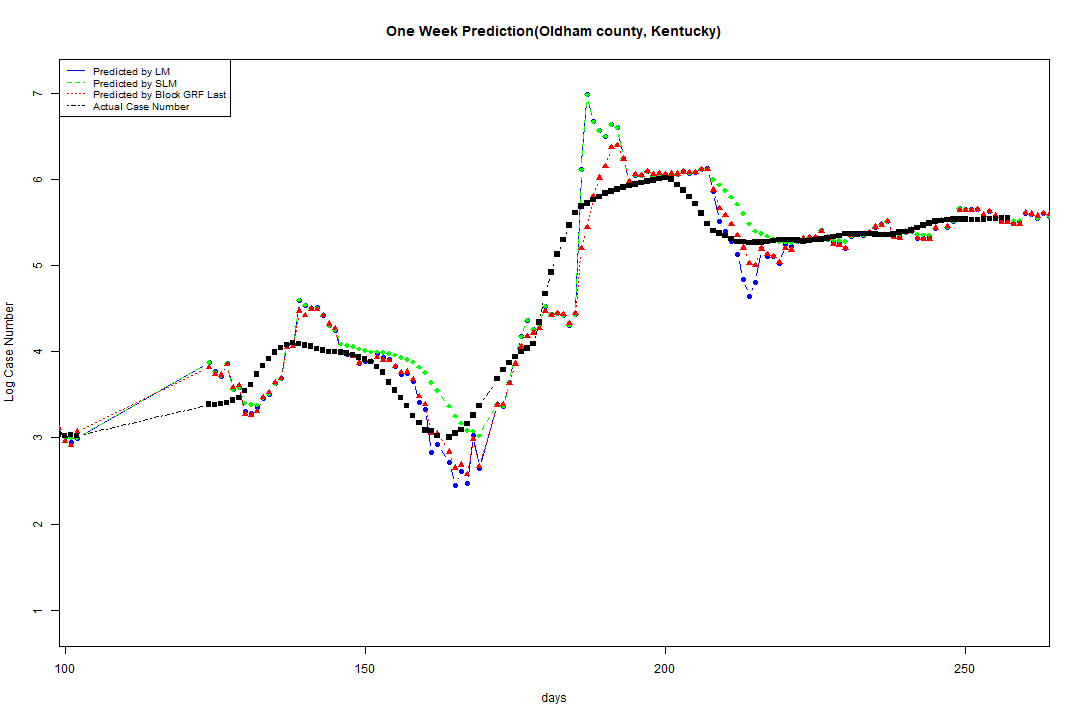 One Week Prediction(Oldham county, Kentucky)
Predicted by LM
Predicted by SLM
Predicted by Block GRF Last
Actual Case Number
Log Case Number
7
6
5
4
3
2
1
100 150 200 250
days